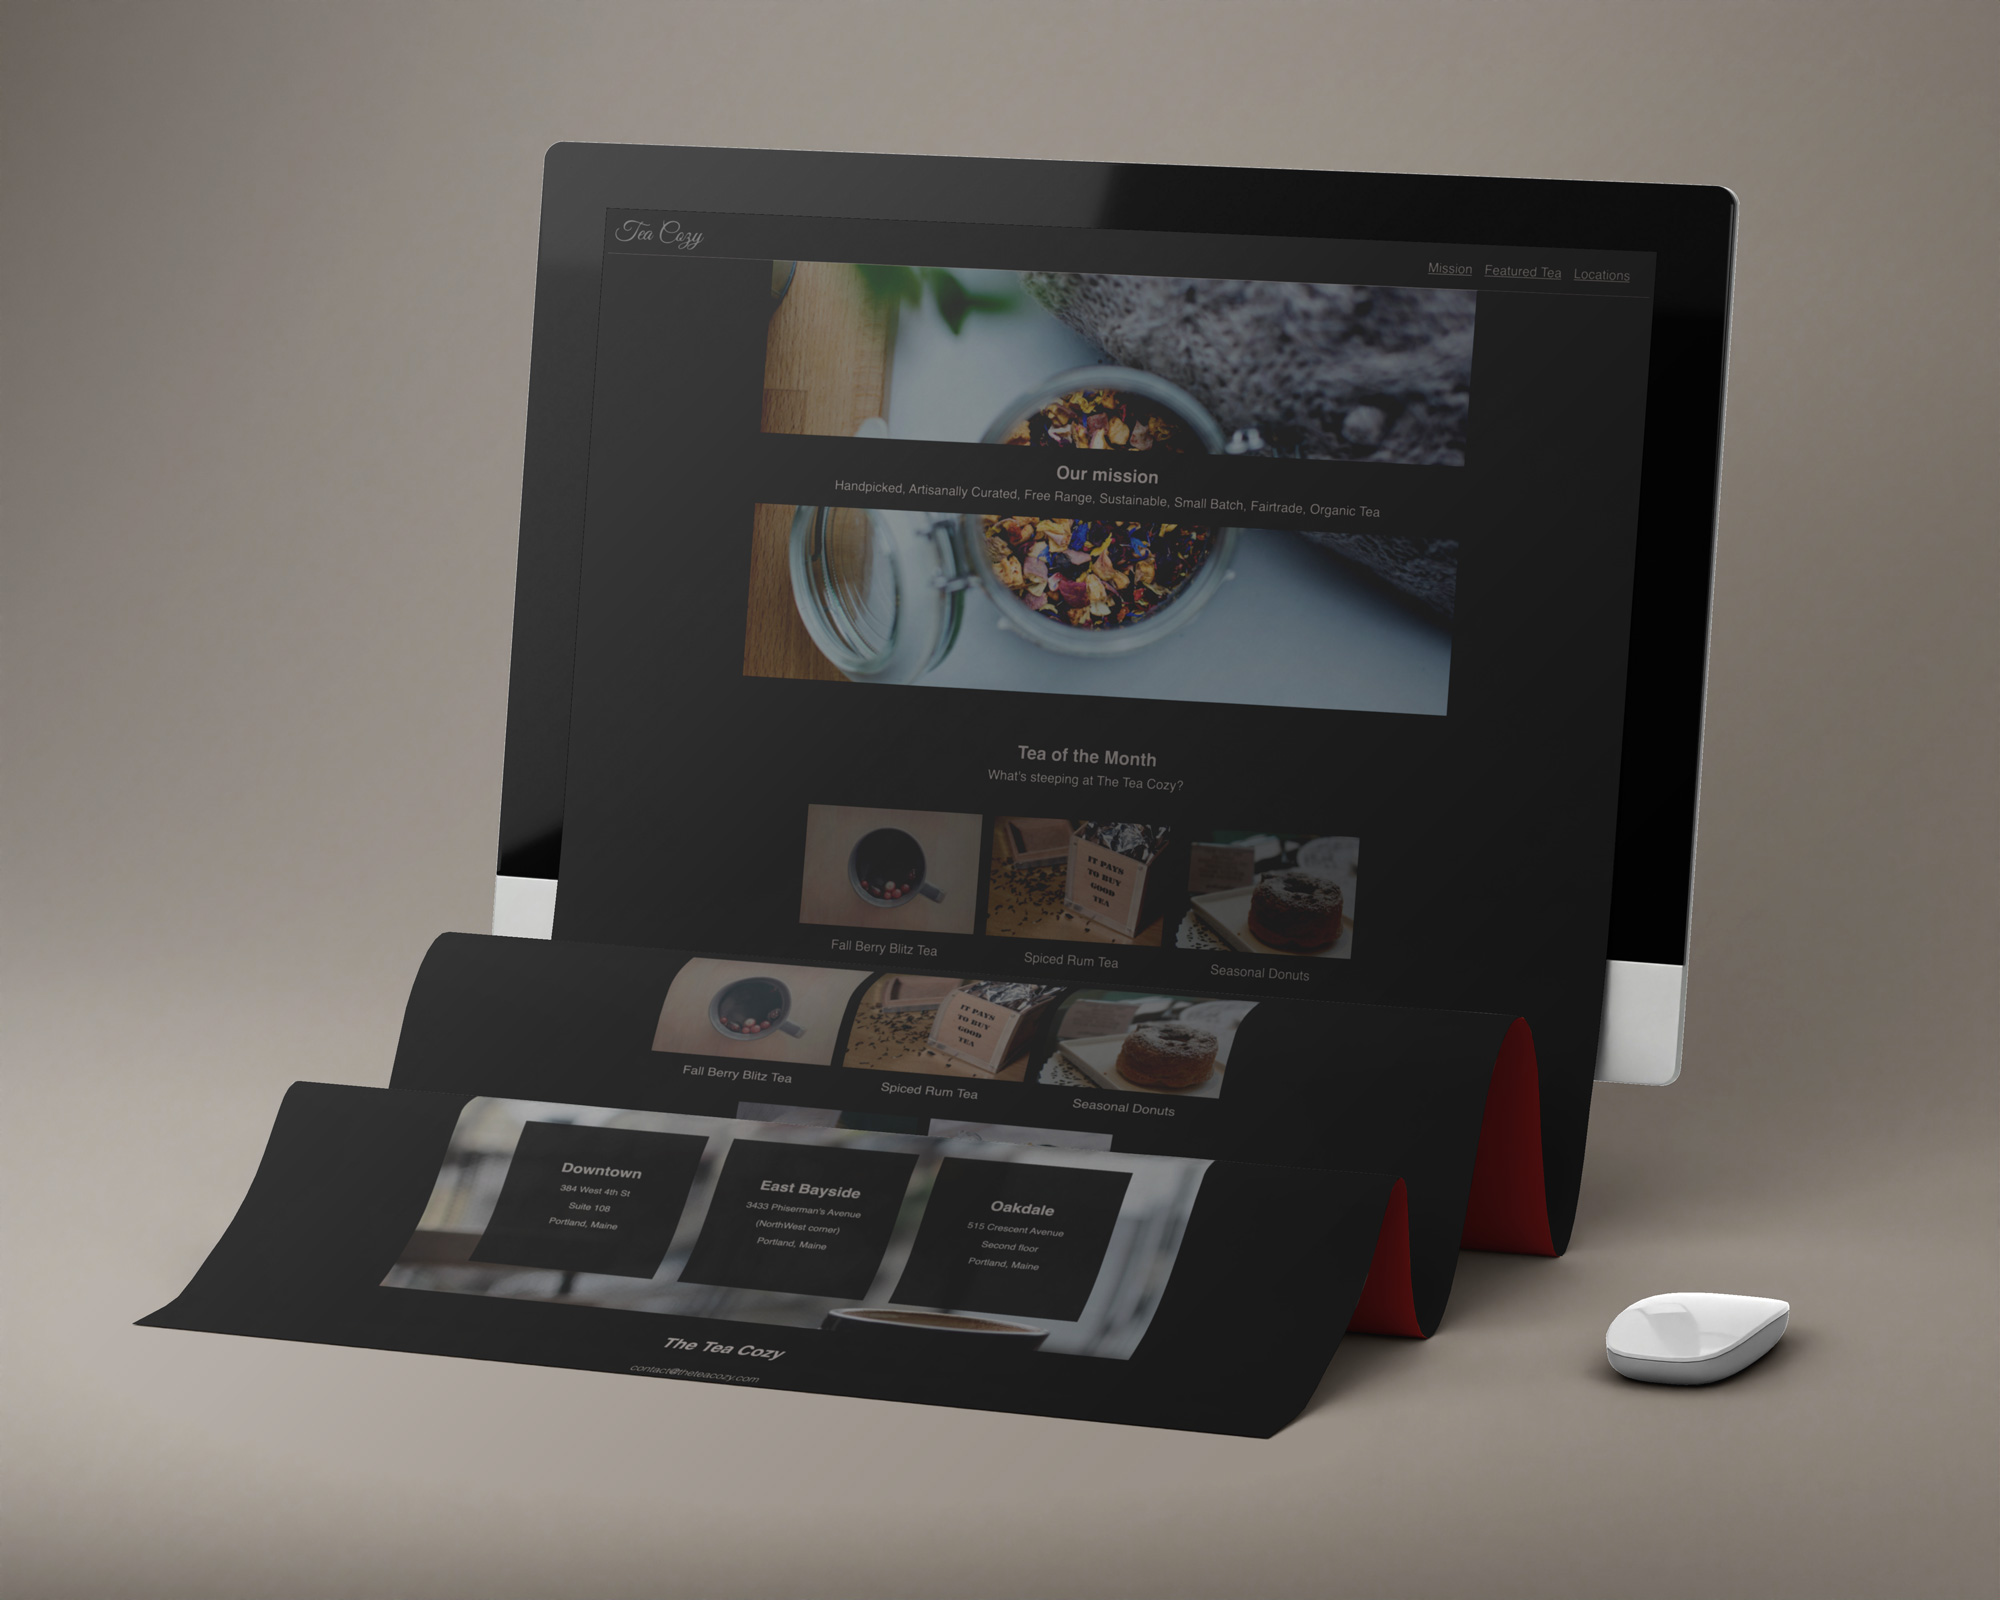 Tea Cozy
Mission Featured Tea Locations
Our mission
Handpicked, Artisanally Curated, Free Range, Sustainable, Small Batch, Fairtrade, Organic Tea
Tea of the Month
What's steeping at The Tea Cozy?
IT PAYS
TO BUY
GOOD
TEA
Fall Berry Blitz Tea
Spiced Rum Tea
Seasonal Donuts
IT PAYS
TO BUY
GOOD
TEA
Fall Berry Blitz Tea
Spiced Rum Tea
Seasonal Donuts
Downtown
384 West 4th St
Suite 108
Portland, Maine
East Bayside
3433 Phiserman's Avenue
(NorthWest corner)
Portland, Maine
Oakdale
515 Crescent Avenue
Second floor
Portland, Maine
The Tea Cozy
contact@theteacozy.com